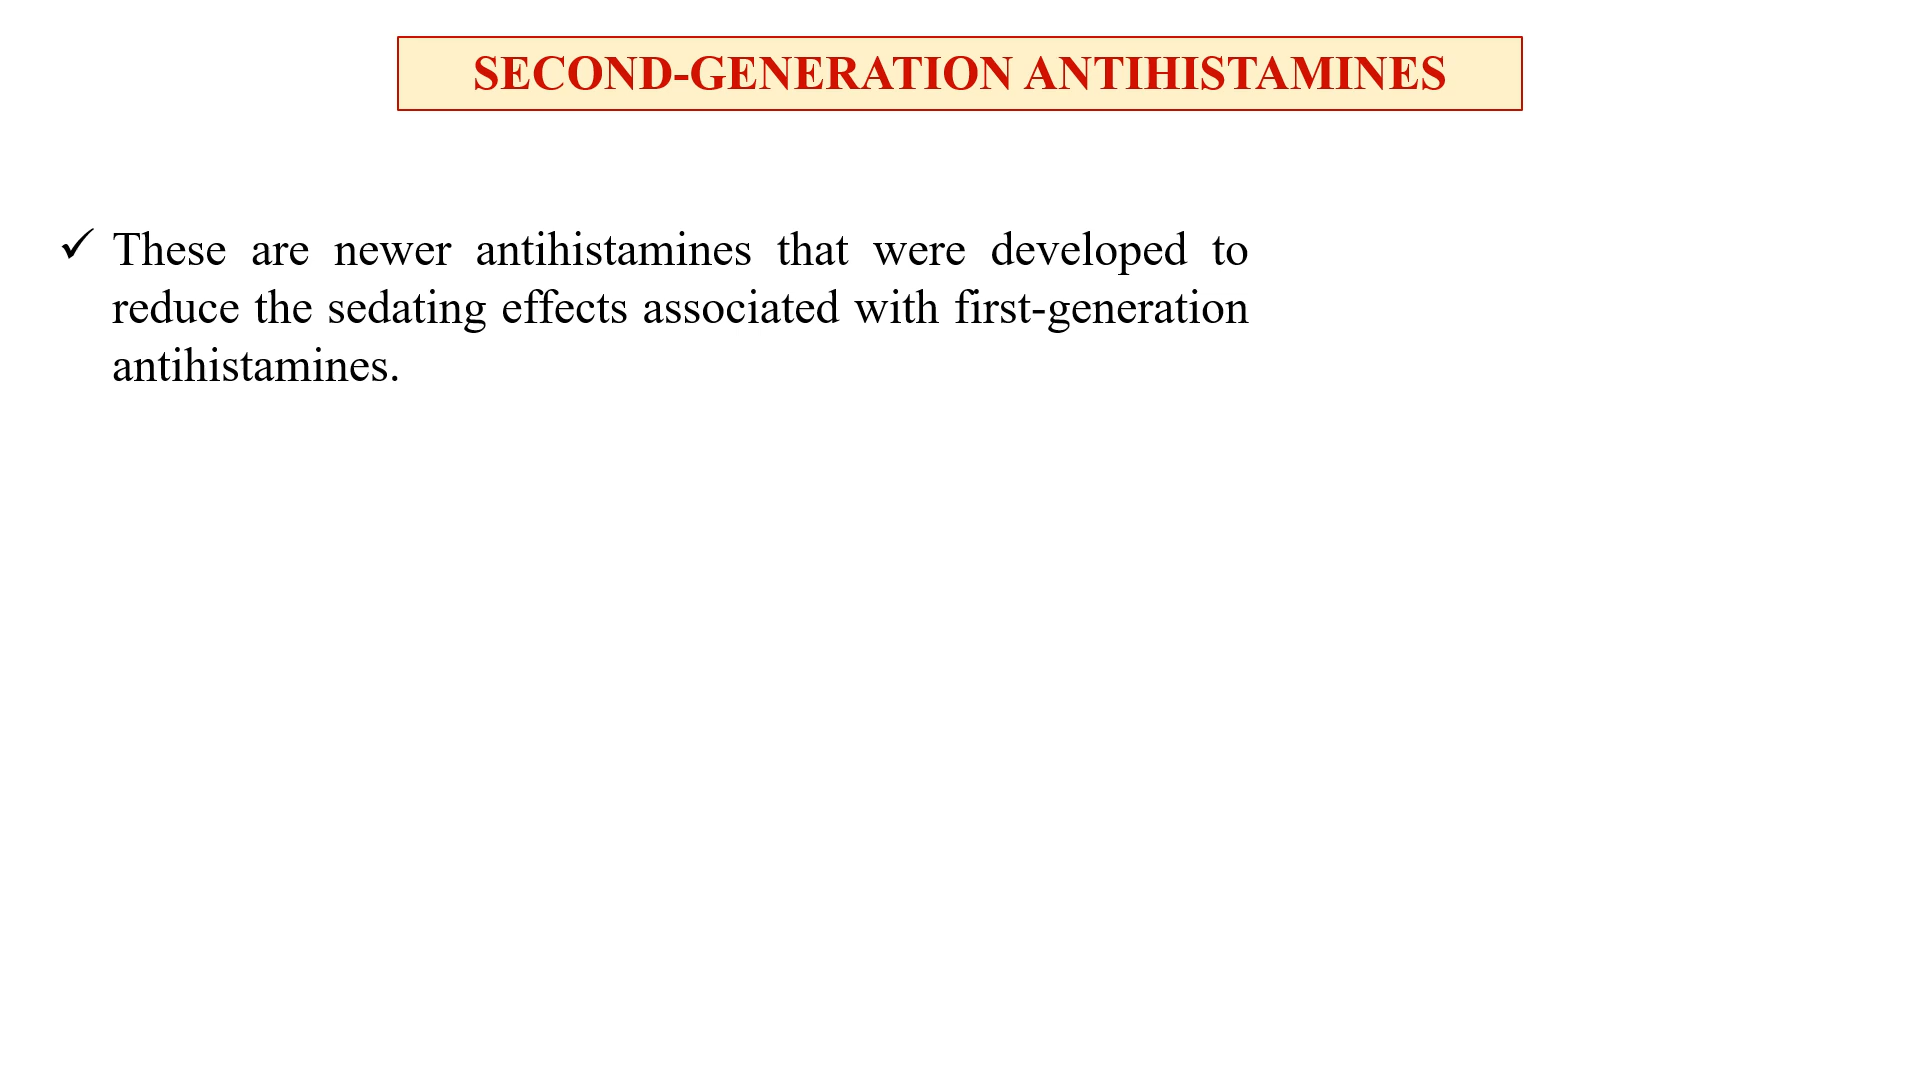 SECOND-GENERATION ANTIHISTAMINES
✓ These are newer antihistamines that were developed to
reduce the sedating effects associated with first-generation
antihistamines.